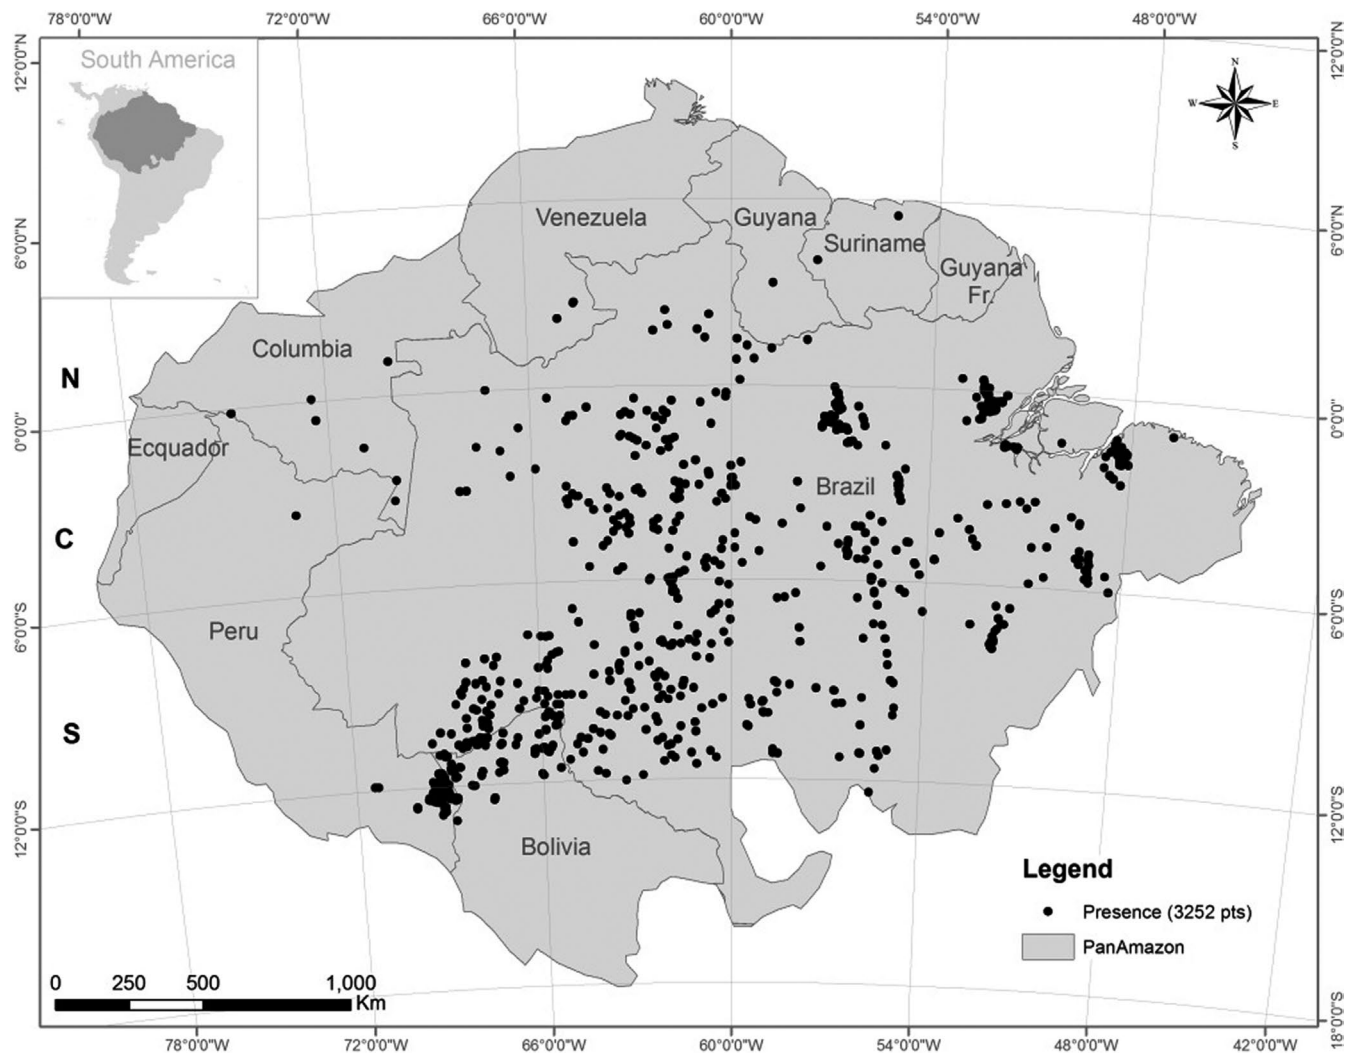 78°0'0"W 72°0'0"W 66°0'0"W 60°0'0"W 54°0'0"W 48°0'0"W
12°0'0"N
12°0'0"N
South America
N
W E
S
Venezuela
Guyana
Suriname
6°0'0"N
6°0'0"N
Guyana
Fr.
Columbia
N
0°0'0"
0°0'0"
Ecquador
Brazil
C
Peru
6°0'0"S
6°0'0"S
S
12°0'0"S
12°0'0"S
Bolivia
Legend
Presence (3252 pts)
PanAmazon
0 250 500 1,000
Km
18°0'0"S
78°0'0"W 72°0'0"W 66°0'0"W 60°0'0"W 54°0'0"W 48°0'0"W 42°0'0"W